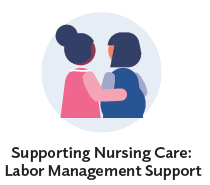 Supporting Nursing Care:
Labor Management Support